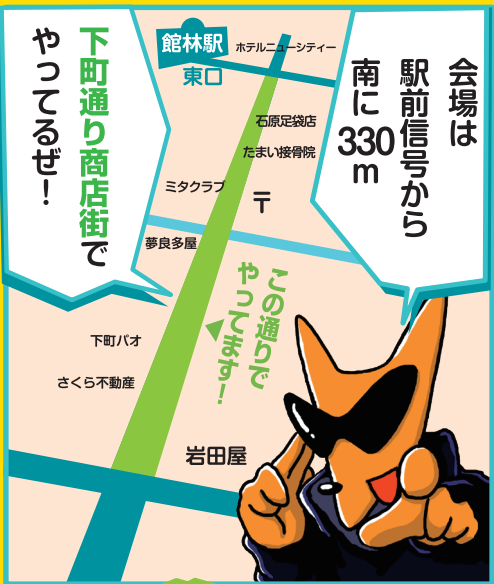 会場は
駅前信号から
南に330m
下町通り商店街で
やってるぜ！
館林駅
東口
ホテルニューシティー
石原足袋店
たまい接骨院
ミタクラブ
〒
夢良多屋
この通りで
やってます！
下町パオ
さくら不動産
岩田屋